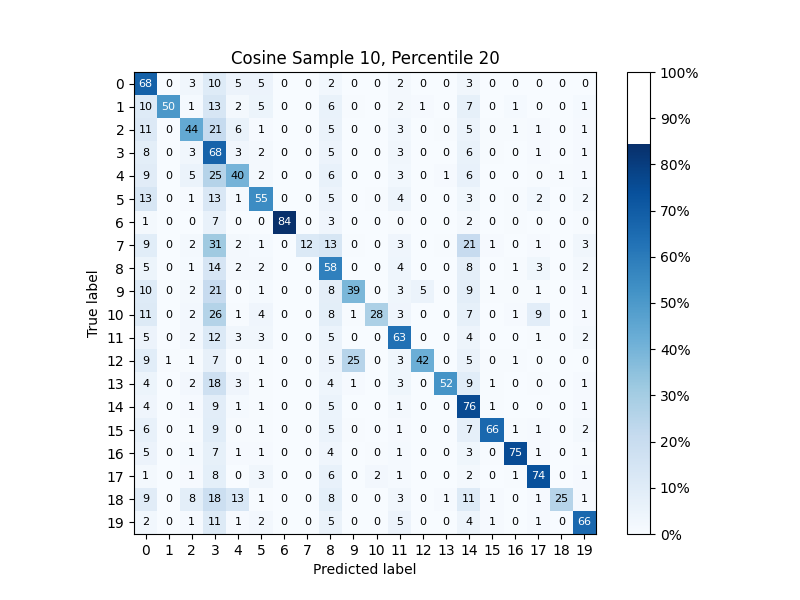 Cosine Sample 10, Percentile 20
True label
0 68 0 3 10 5 5 0 0 2 0 0 2 0 0 3 0 0 0 0 0
1 10 50 1 13 2 5 0 0 6 0 0 2 1 0 7 0 1 0 0 1
2 11 0 44 21 6 1 0 0 5 0 0 3 0 0 5 0 1 1 0 1
3 8 0 3 68 3 2 0 0 5 0 0 3 0 0 6 0 0 1 0 1
4 9 0 5 25 40 2 0 0 6 0 0 3 0 1 6 0 0 0 1 1
5 13 0 1 13 1 55 0 0 5 0 0 4 0 0 3 0 0 2 0 2
6 1 0 0 7 0 0 84 0 3 0 0 0 0 0 2 0 0 0 0 0
7 9 0 2 31 2 1 0 12 13 0 0 3 0 0 21 1 0 1 0 3
8 5 0 1 14 2 2 0 0 58 0 0 4 0 0 8 0 1 3 0 2
9 10 0 2 21 0 1 0 0 8 39 0 3 5 0 9 1 0 1 0 1
10 11 0 2 26 1 4 0 0 8 1 28 3 0 0 7 0 1 9 0 1
11 5 0 2 12 3 3 0 0 5 0 0 63 0 0 4 0 0 1 0 2
12 9 1 1 7 0 1 0 0 5 25 0 3 42 0 5 0 1 0 0 0
13 4 0 2 18 3 1 0 0 4 1 0 3 0 52 9 1 0 0 0 1
14 4 0 1 9 1 1 0 0 5 0 0 1 0 0 76 1 0 0 0 1
15 6 0 1 9 0 1 0 0 5 0 0 1 0 0 7 66 1 1 0 2
16 5 0 1 7 1 1 0 0 4 0 0 1 0 0 3 0 75 1 0 1
17 1 0 1 8 0 3 0 0 6 0 2 1 0 0 2 0 1 74 0 1
18 9 0 8 18 13 1 0 0 8 0 0 3 0 1 11 1 0 1 25 1
19 2 0 1 11 1 2 0 0 5 0 0 5 0 0 4 1 0 1 0 66
0 1 2 3 4 5 6 7 8 9 10 11 12 13 14 15 16 17 18 19
Predicted label
100%
90%
80%
70%
60%
50%
40%
30%
20%
10%
0%